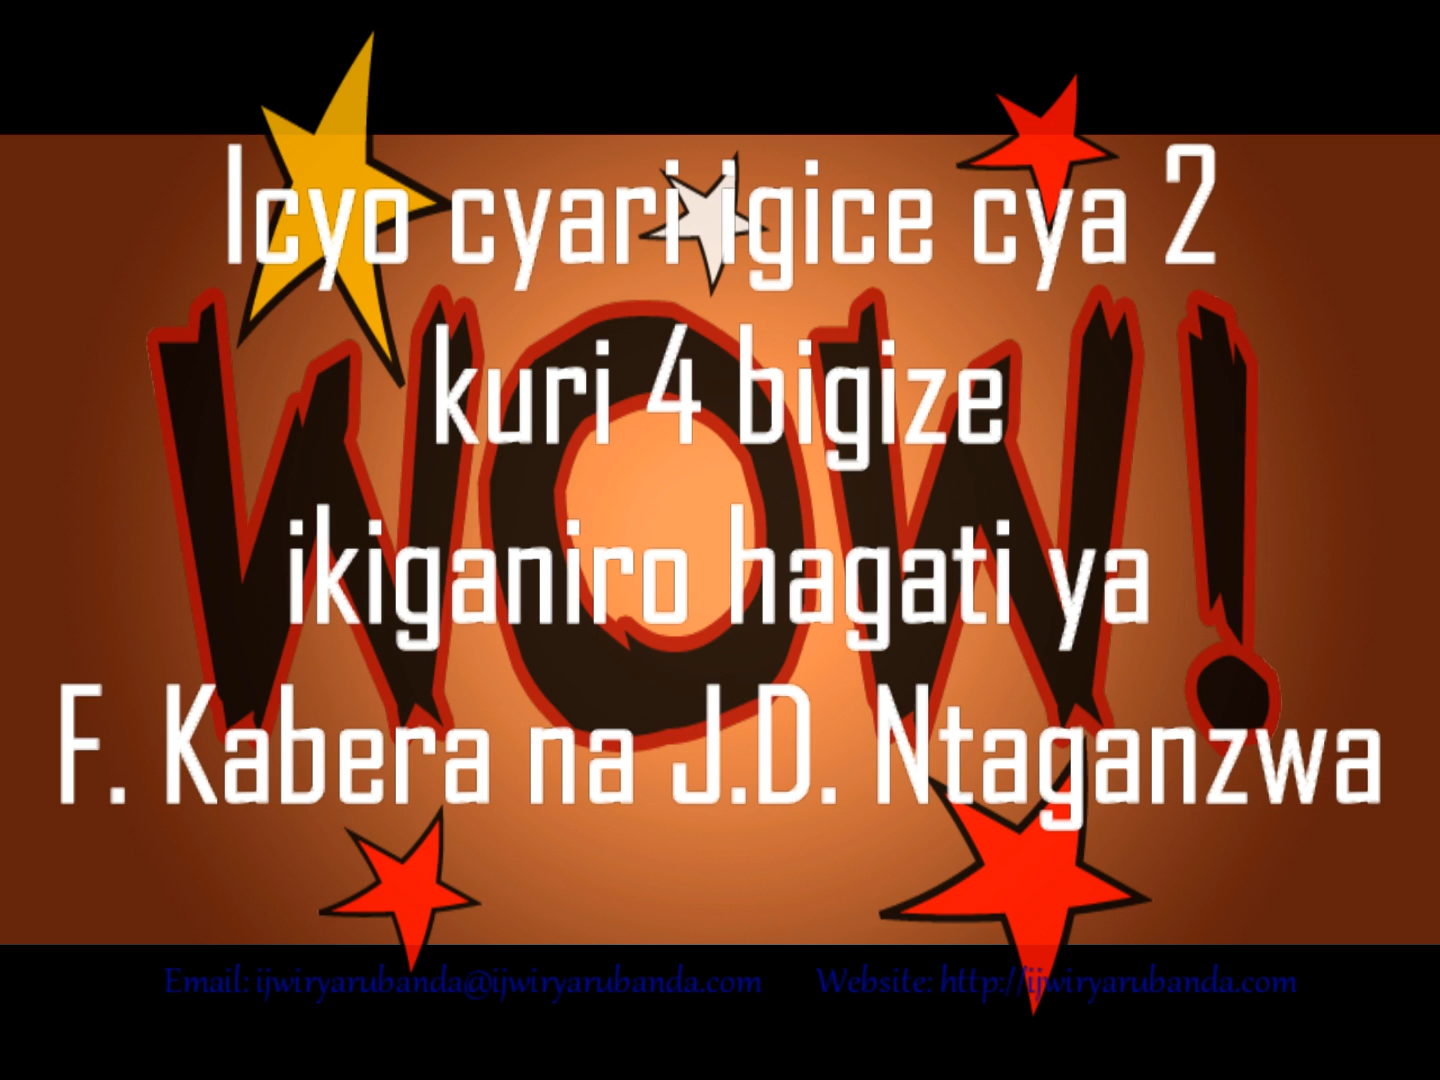 Icyo cyari igice cya 2
kuri 4 bigize
ikiganiro hagati ya
F. Kabera na J.D. Ntaganzwa
WOW!
Email: ijwiryarubanda@ijwiryarubanda.com Website: http://ijwiryarubanda.com